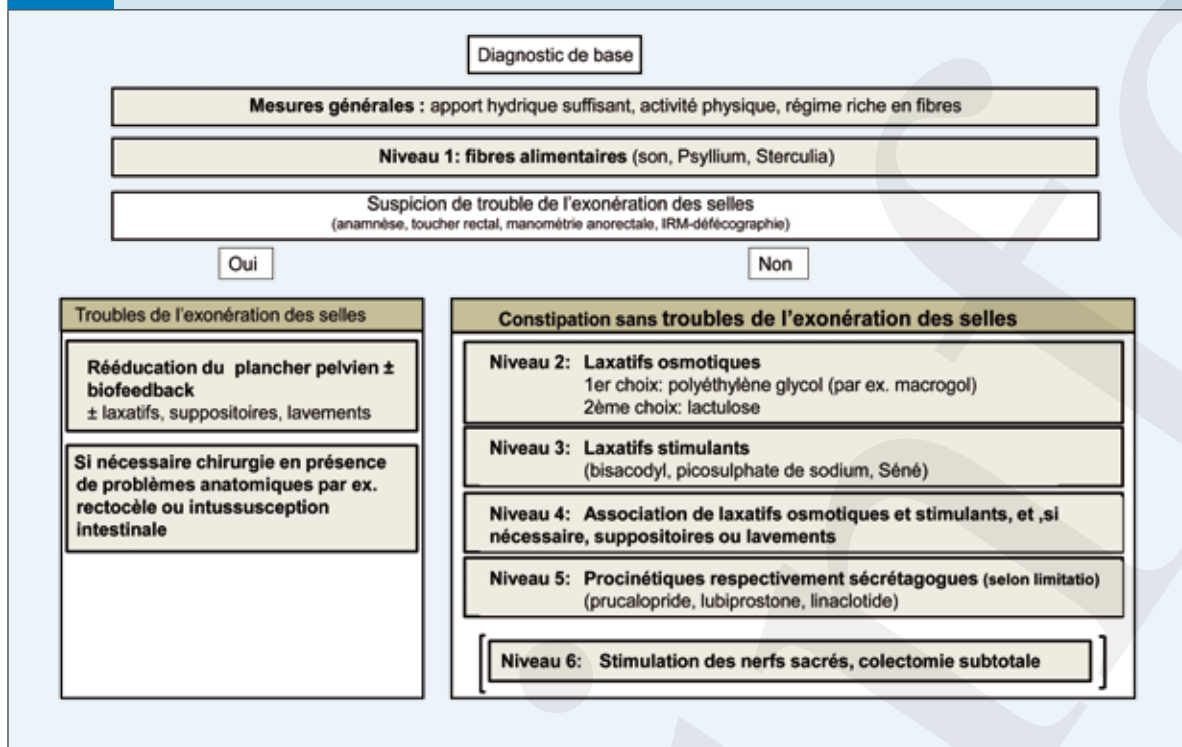 Diagnostic de base
Mesures générales : apport hydrique suffisant, activité physique, régime riche en fibres
Niveau 1: fibres alimentaires (son, Psyllium, Sterculia)
Suspicion de trouble de l'exonération des selles
(anamnèse, toucher rectal, manométrie anorectale, IRM-défécographie)
Oui
Non
Troubles de l'exonération des selles
Rééducation du plancher pelvien ±
biofeedback
± laxatifs, suppositoires, lavements
Si nécessaire chirurgie en présence
de problèmes anatomiques par ex.
rectocèle ou intussusception
intestinale
Constipation sans troubles de l'exonération des selles
Niveau 2: Laxatifs osmotiques
1er choix: polyéthylène glycol (par ex. macrogol)
2ème choix: lactulose
Niveau 3: Laxatifs stimulants
(bisacodyl, picosulphate de sodium, Séné)
Niveau 4: Association de laxatifs osmotiques et stimulants, et ,si
nécessaire, suppositoires ou lavements
Niveau 5: Procinétiques respectivement sécrétagogues (selon limitatio)
(prucalopride, lubiprostone, linaclotide)
Niveau 6: Stimulation des nerfs sacrés, colectomie subtotale